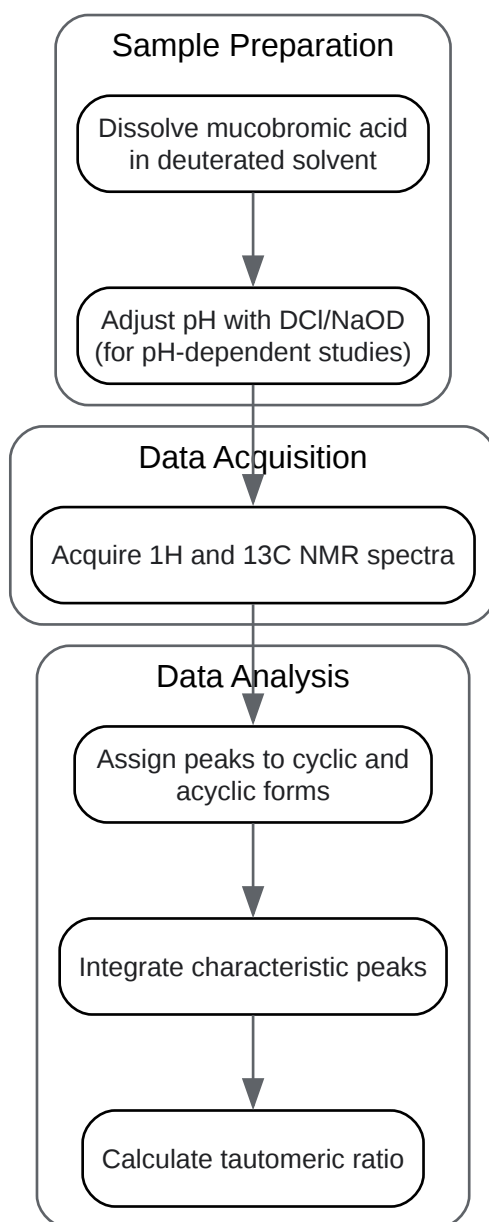 Sample Preparation
Dissolve mucobromic acid
in deuterated solvent
Adjust pH with DCl/NaOD
(for pH-dependent studies)
Data Acquisition
Acquire 1H and 13C NMR spectra
Data Analysis
Assign peaks to cyclic and
acyclic forms
Integrate characteristic peaks
Calculate tautomeric ratio